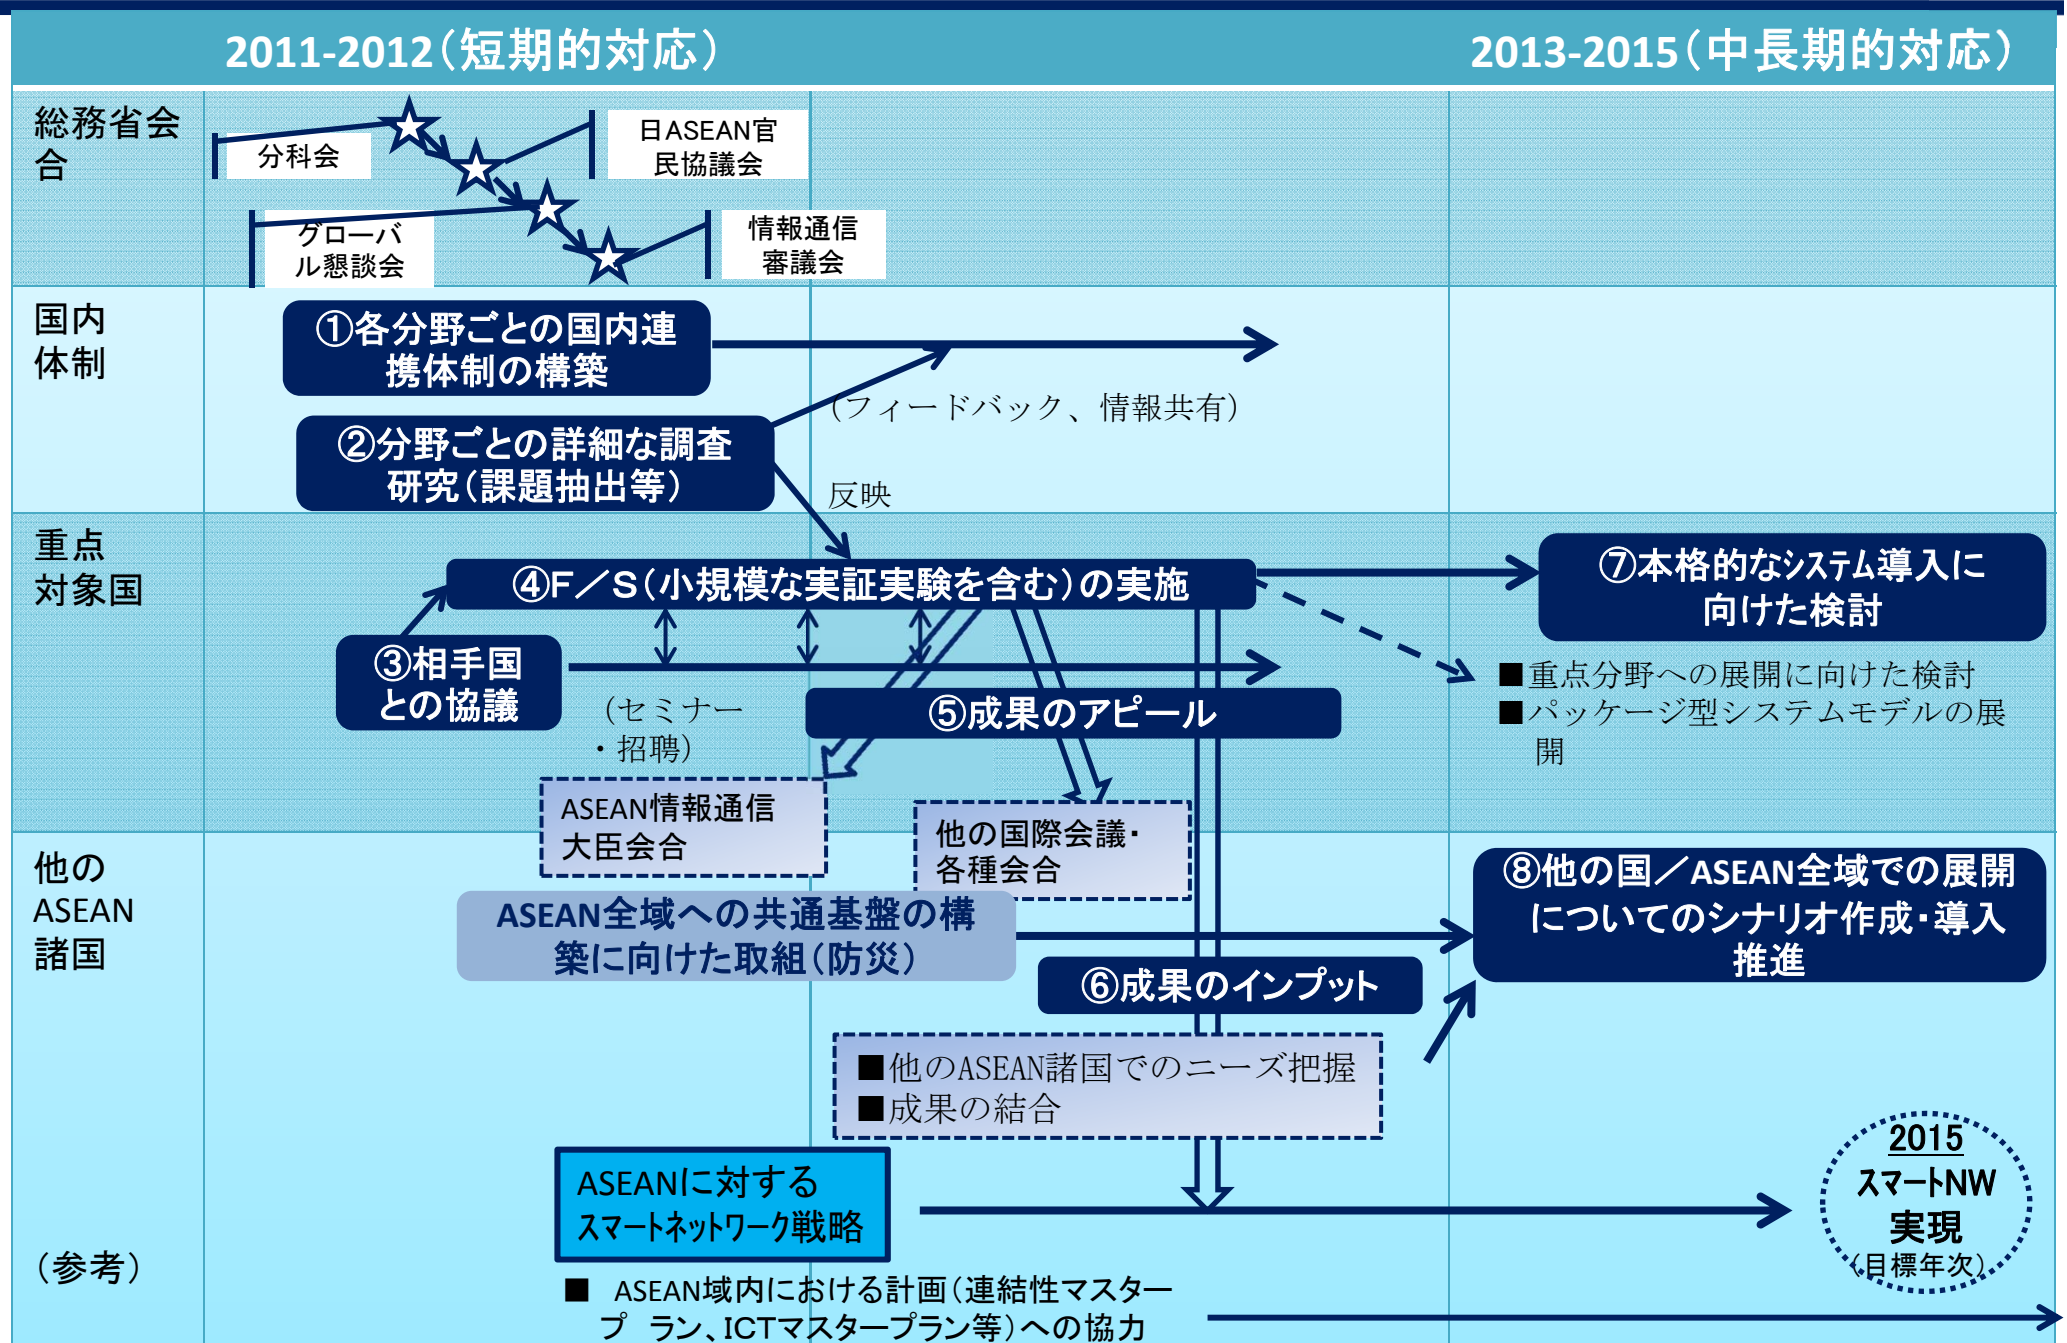 2011-2012(短期的対応)
2013-2015(中長期的対応)
総務省会
合
分科会
日ASEAN官
民協議会
グローバ
ル懇談会
情報通信
審議会
国内
体制
①各分野ごとの国内連
携体制の構築
(フィードバック、情報共有)
②分野ごとの詳細な調査
研究(課題抽出等)
反映
重点
対象国
④F/S(小規模な実証実験を含む)の実施
⑦本格的なシステム導入に
向けた検討
③相手国
との協議
(セミナー
・招聘)
⑤成果のアピール
■重点分野への展開に向けた検討
■パッケージ型システムモデルの展
開
ASEAN情報通信
大臣会合
他の国際会議・
各種会合
他の
ASEAN
諸国
ASEAN全域への共通基盤の構
築に向けた取組(防災)
⑧他の国/ASEAN全域での展開
についてのシナリオ作成・導入
推進
⑥成果のインプット
■他のASEAN諸国でのニーズ把握
■成果の結合
(参考)
ASEANに対する
スマートネットワーク戦略
2015
スマートNW
実現
(目標年次)
■ ASEAN域内における計画(連結性マスター
プ ラン、ICTマスタープラン等)への協力